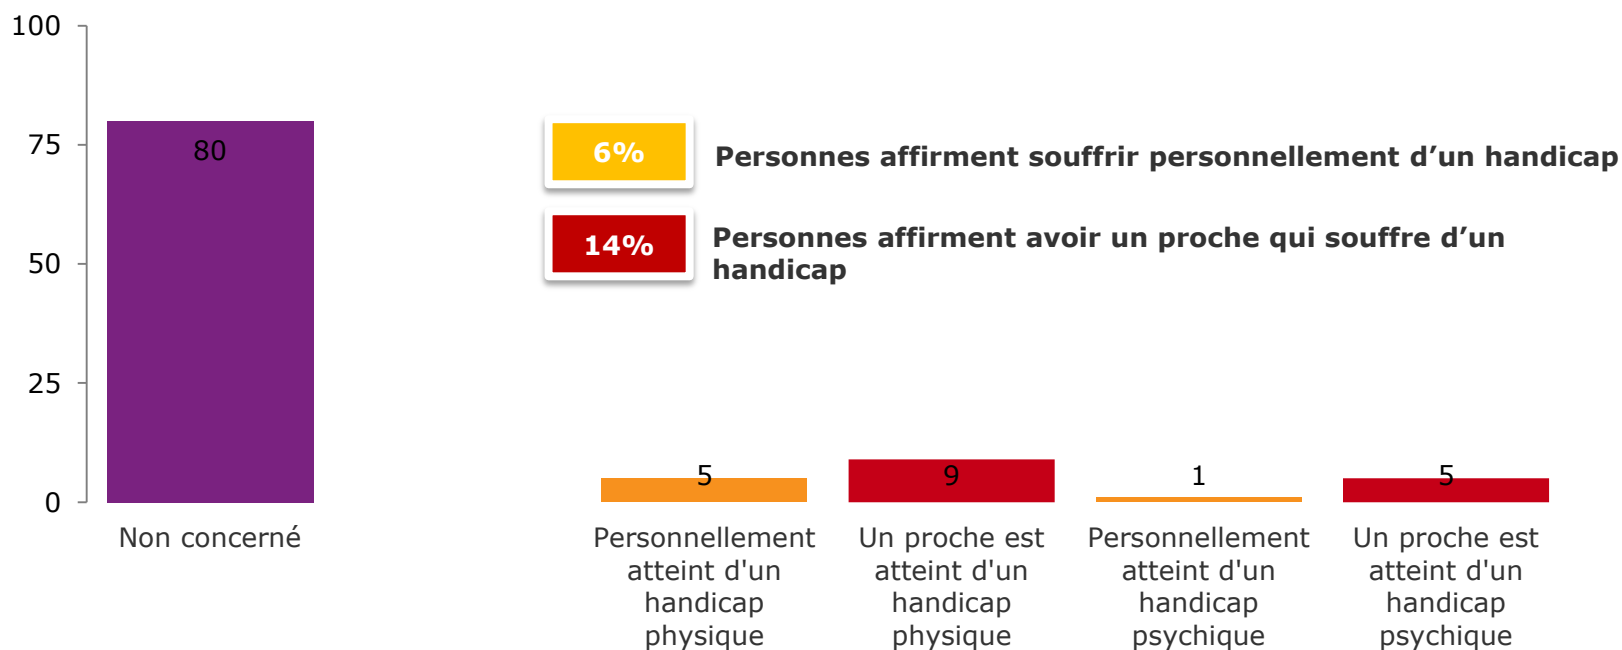 100
75
50
25
0
80
6%
Personnes affirment souffrir personnellement d’un handicap
14%
Personnes affirment avoir un proche qui souffre d’un
handicap
5
9
1
5
Non concerné
Personnellement
atteint d'un
handicap
physique
Un proche est
atteint d'un
handicap
physique
Personnellement
atteint d'un
handicap
psychique
Un proche est
atteint d'un
handicap
psychique